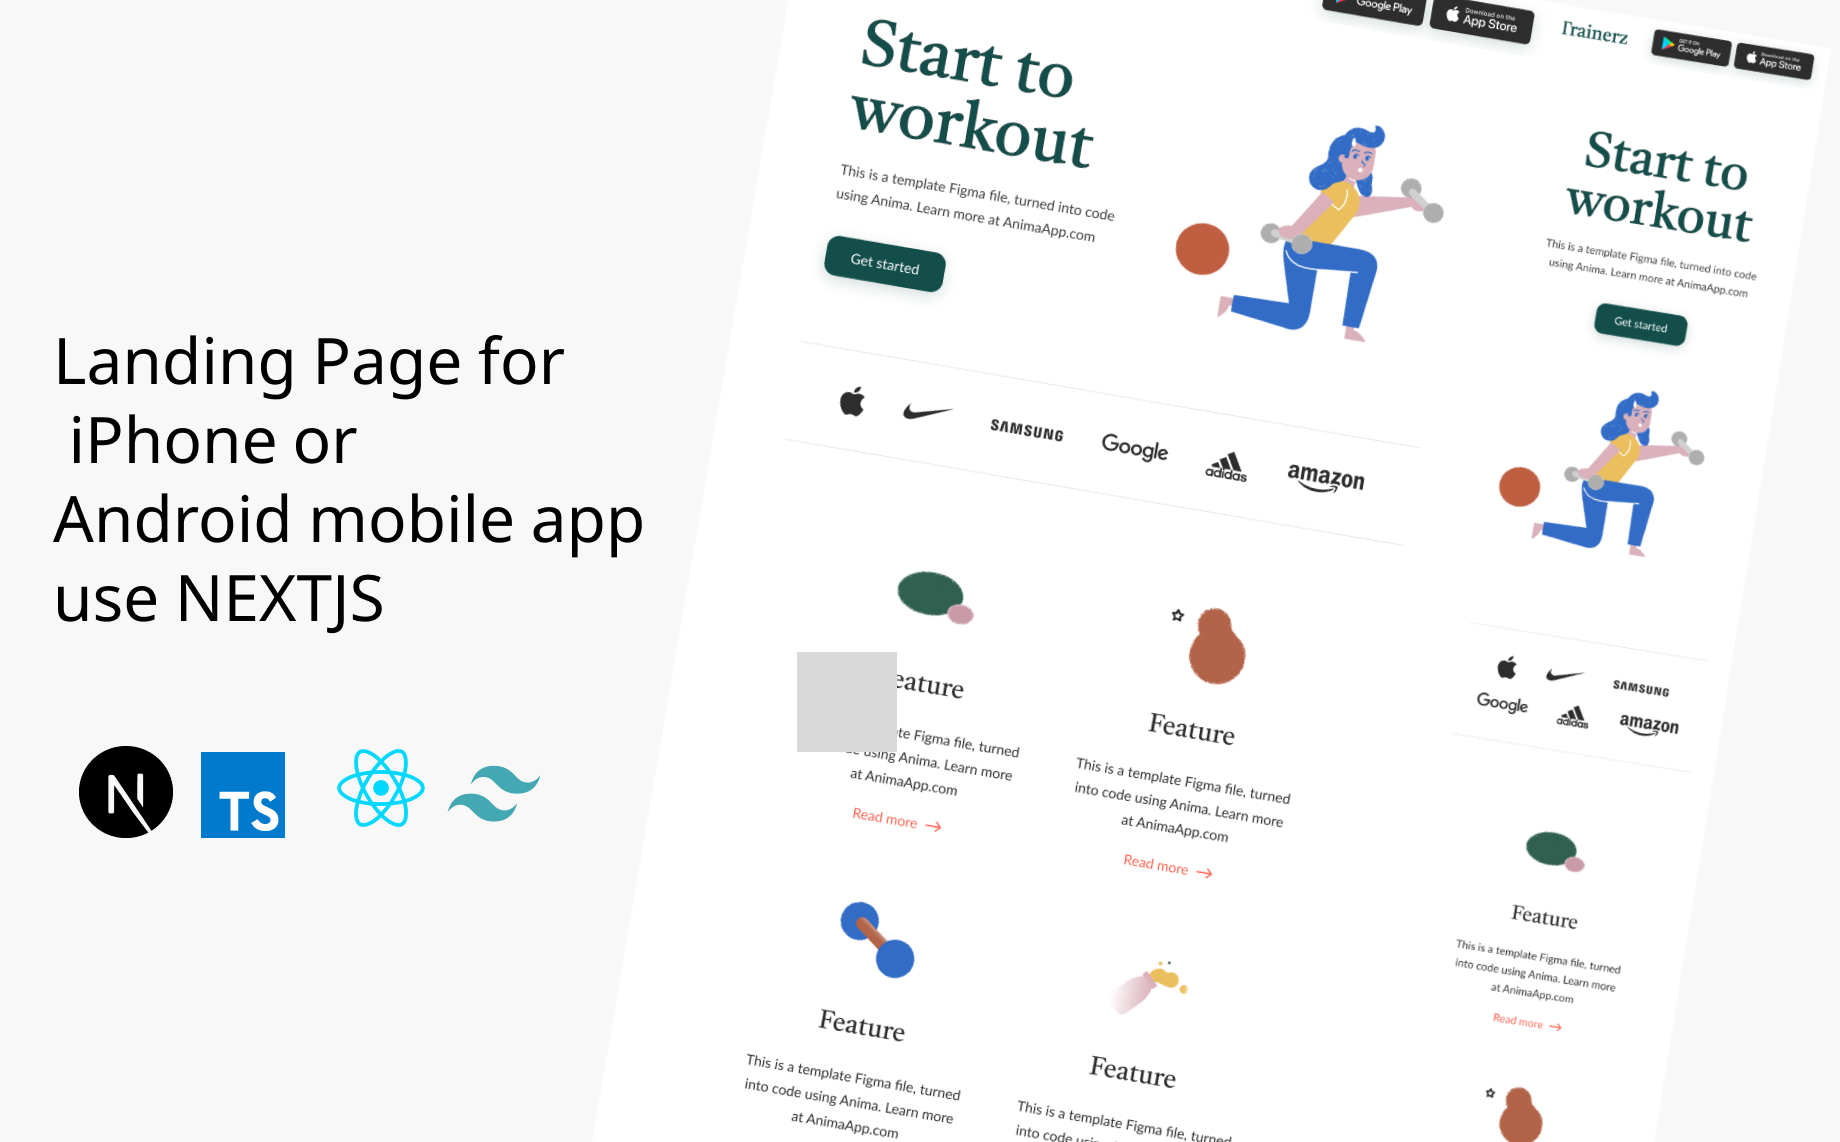 Landing Page for
iPhone or
Android mobile app
use NEXTJS
N
TS
Start to
workout
This is a template Figma file, turned into code
using Anima. Learn more at AnimaApp.com
Get started
SAMSUNG
Google
adidas
amazon
eature
te Figma file, turned
using Anima. Learn more
at AnimaApp.com
Read more
Feature
This is a template Figma file, turned
into code using Anima. Learn more
at AnimaApp.com
Read more
Feature
This is a template Figma file, turned
into code using Anima. Learn more
at AnimaApp.com
Feature
This is a template Figma file, turned
into code
Google Play
Download on the
App Store
Trainerz
GET IT ON
Google Play
Download on the
App Store
Start to
workout
This is a template Figma file, turned into code
using Anima. Learn more at AnimaApp.com
Get started
SAMSUNG
Google
adidas
amazon
Feature
This is a template Figma file, turned
into code using Anima. Learn more
at AnimaApp.com
Read more